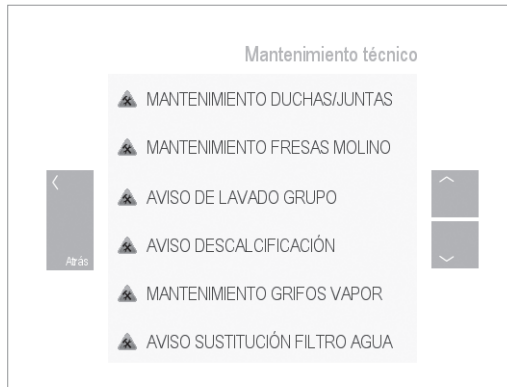 Mantenimiento técnico
MANTENIMIENTO DUCHAS/JUNTAS
MANTENIMIENTO FRESAS MOLINO
AVISO DE LAVADO GRUPO
AVISO DESCALCIFICACIÓN
MANTENIMIENTO GRIFOS VAPOR
AVISO SUSTITUCIÓN FILTRO AGUA
Atrás